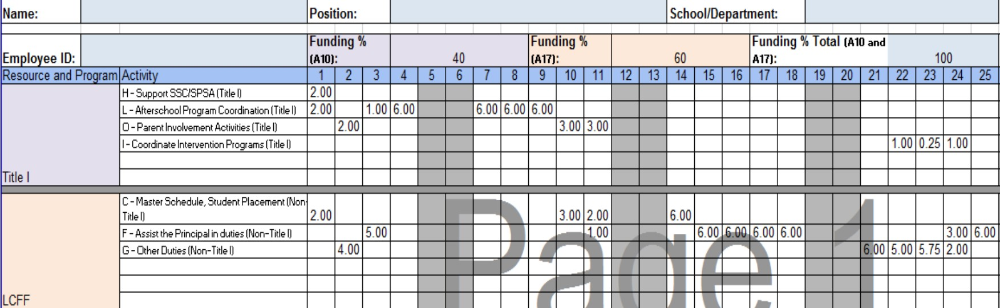 Name: Position: School/Department:
Funding % Funding % Funding % Total (A10 and
Employee ID: (A10): 40 (A17): 60 A17): 100
Resource and Program Activity 1 2 3 4 5 6 7 8 9 10 11 12 13 14 15 16 17 18 19 20 21 22 23 24 25
H - Support SSC/SPSA (Title I) 2.00
L - Afterschool Program Coordination (Title I) 2.00 1.00 6.00 6.00 6.00 6.00
O - Parent Involvement Activities (Title I) 2.00 3.00 3.00
I - Coordinate Intervention Programs (Title I) 1.00 0.25 1.00
Title I
C - Master Schedule, Student Placement (Non-
Title I) 2.00 3.00 2.00 6.00
F - Assist the Principal in duties (Non-Title I) 5.00 1.00 6.00 6.00 6.00 6.00 3.00 6.00
G - Other Duties (Non-Title I) 4.00 6.00 5.00 5.75 2.00
LCFF
Page 1